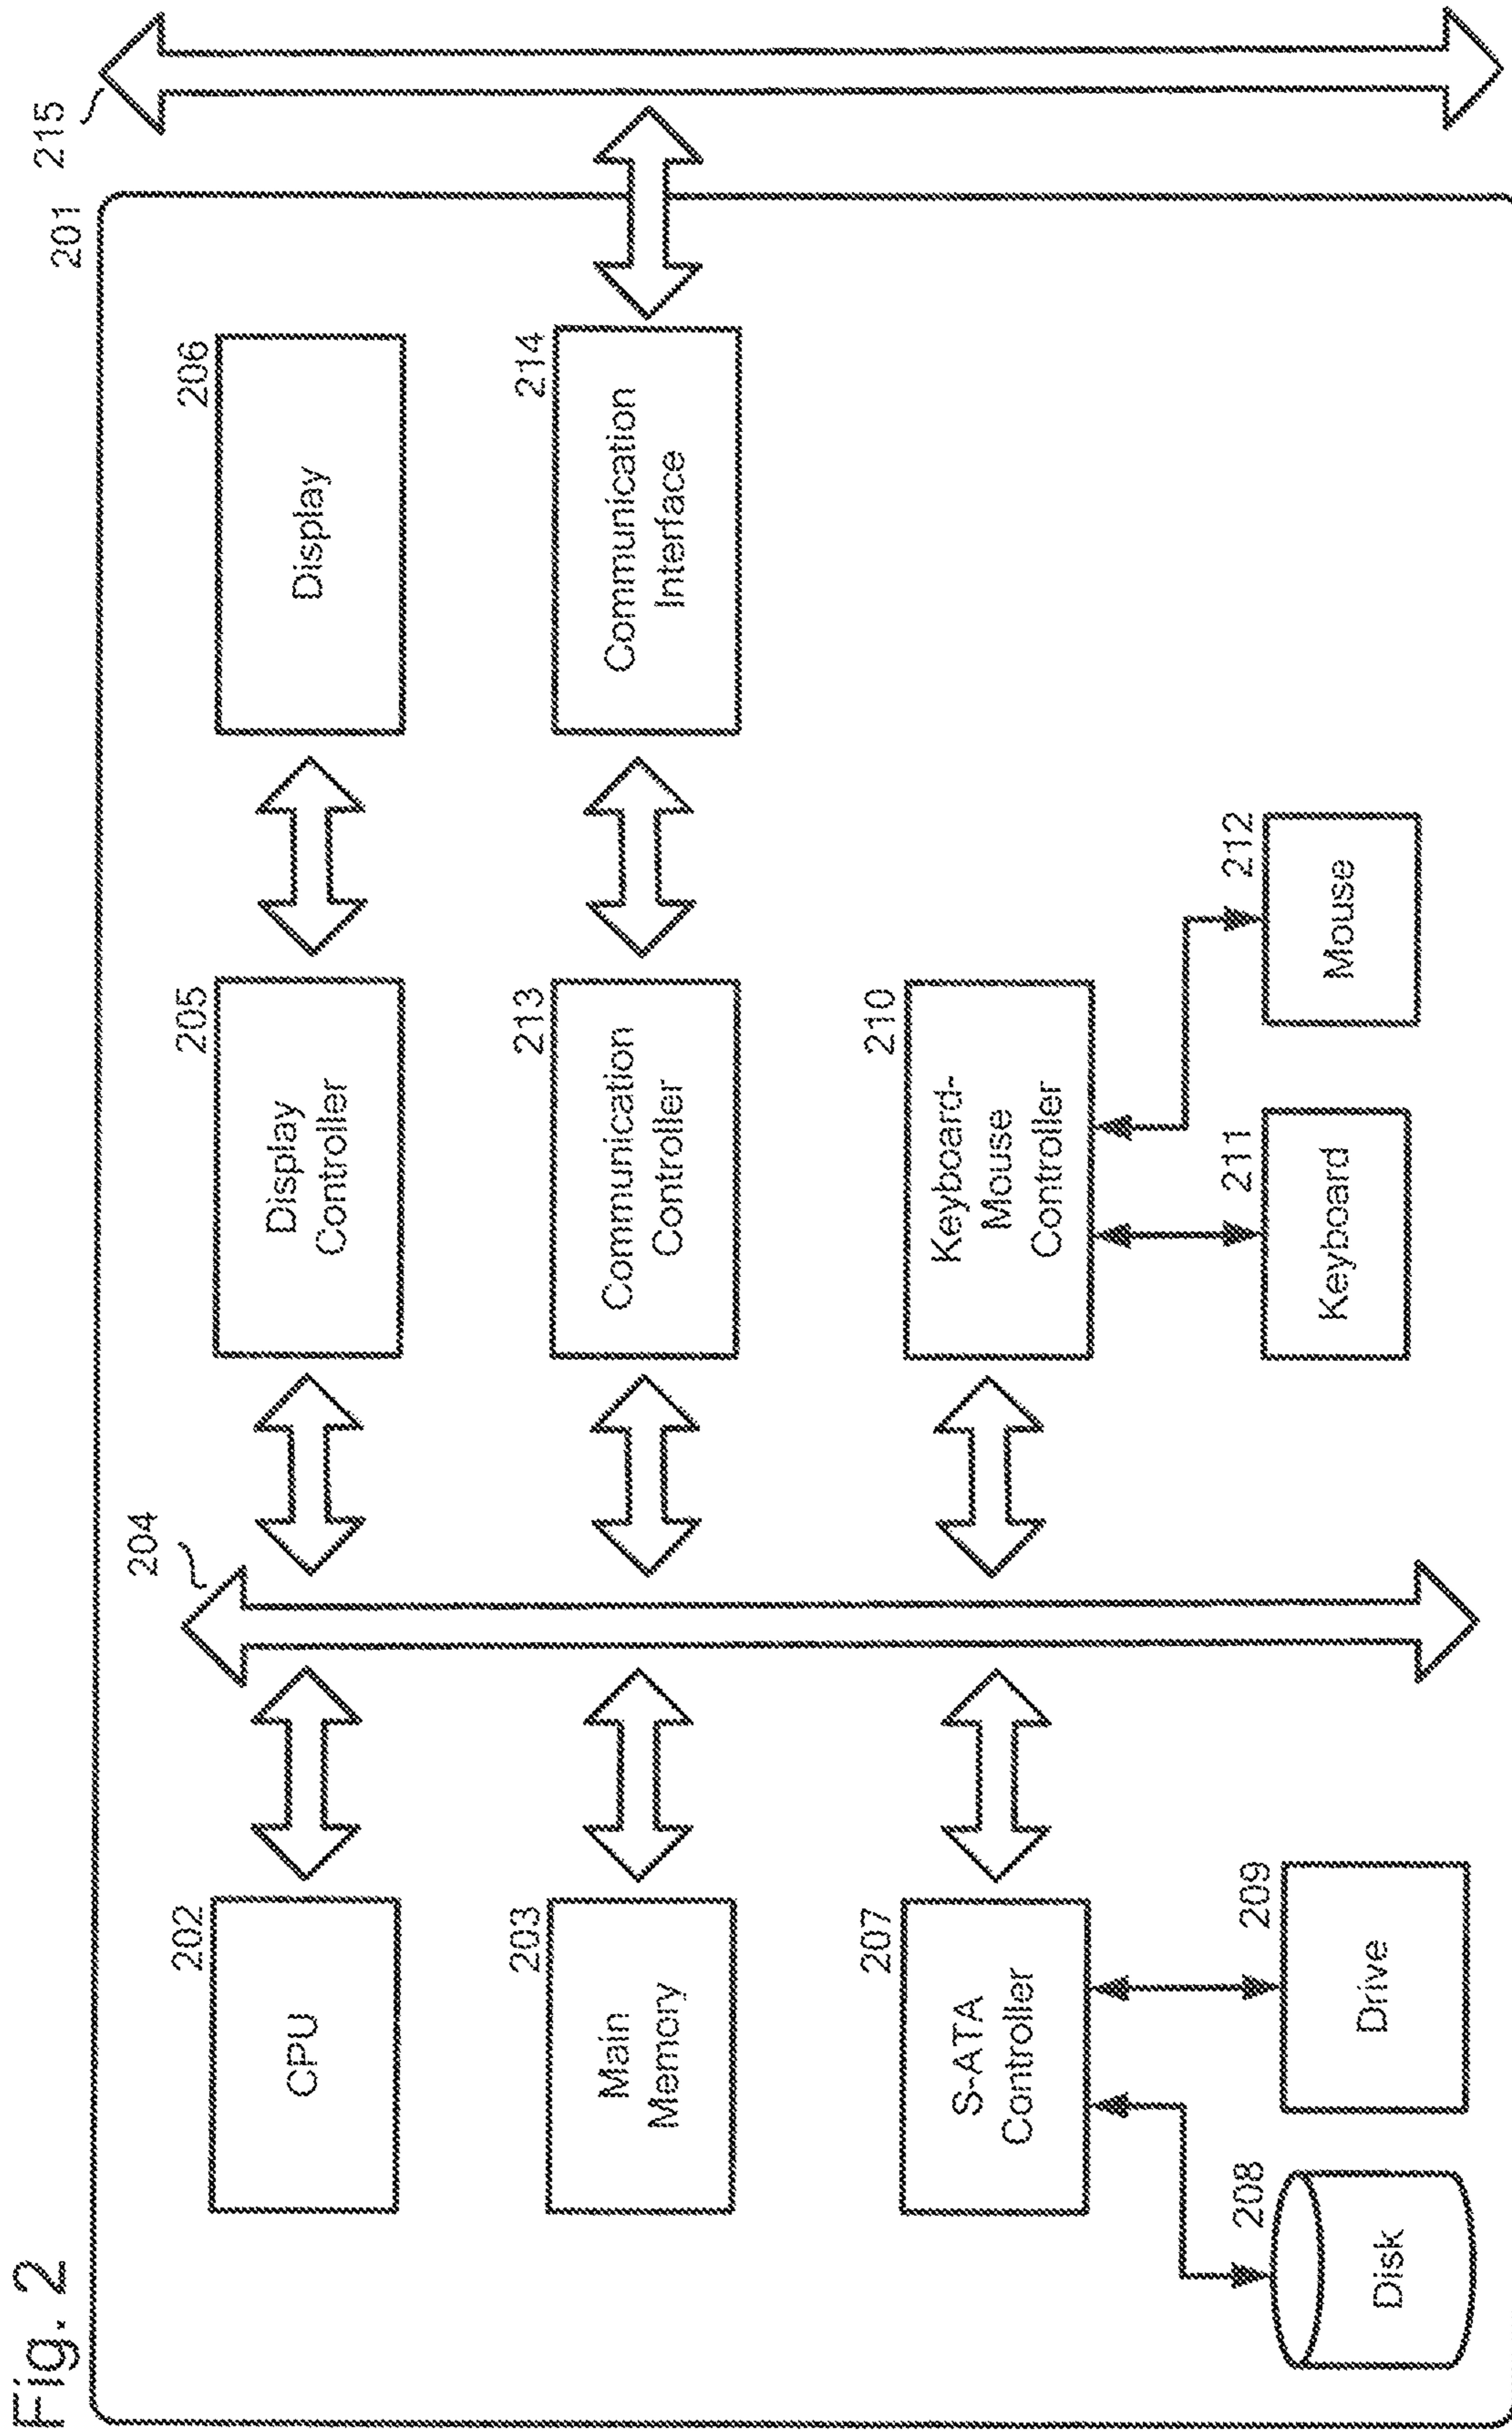 Fig. 2
201
215
202
CPU
204
205
Display
Controller
206
Display
203
Main
Memory
213
Communication
Controller
214
Communication
Interface
207
S-ATA
Controller
210
Keyboard-
Mouse
Controller
208
Disk
209
Drive
211
Keyboard
212
Mouse